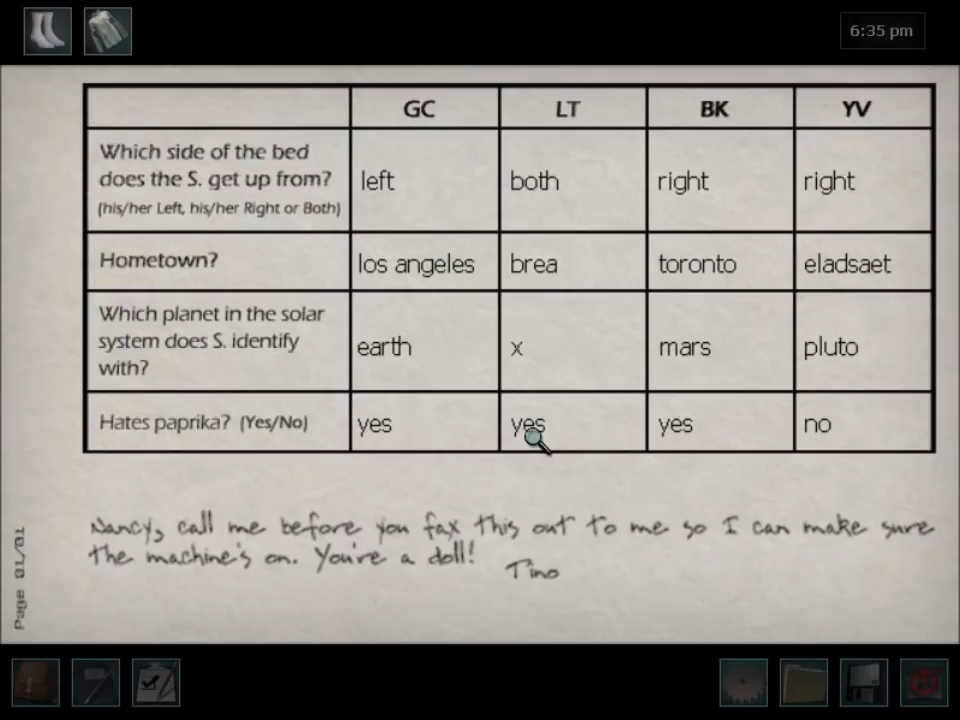 6:35 pm
GC LT BK YV
Which side of the bed
does the S. get up from?
(his/her Left, his/her Right or Both)
left both right right
Hometown?
los angeles brea toronto eladsaet
Which planet in the solar
system does S. identify
with?
earth x mars pluto
Hates paprika? (Yes/No)
yes yes yes no
Nancy, call me before you fax this out to me so I can make sure
the machine's on. You're a doll!
Tino
Page 01/01